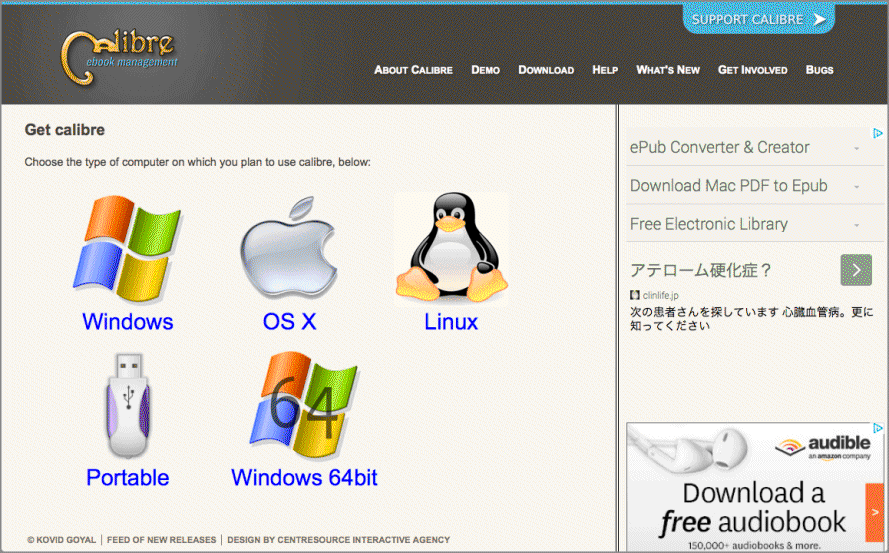 Calibre
ebook management
SUPPORT CALIBRE
About Calibre Demo Download Help What's New Get Involved Bugs
Get calibre
Choose the type of computer on which you plan to use calibre, below:
Windows OS X Linux
64
Portable Windows 64bit
© KOVID GOYAL | FEED OF NEW RELEASES | DESIGN BY CENTRESOURCE INTERACTIVE AGENCY
ePub Converter & Creator
Download Mac PDF to Epub
Free Electronic Library
アテローム硬化症？
clinlife.jp
次の患者さんを探しています 心臓血管病。更に
知ってください
audible
an amazon company
Download a
free audiobook
150,000+ audiobooks & more.